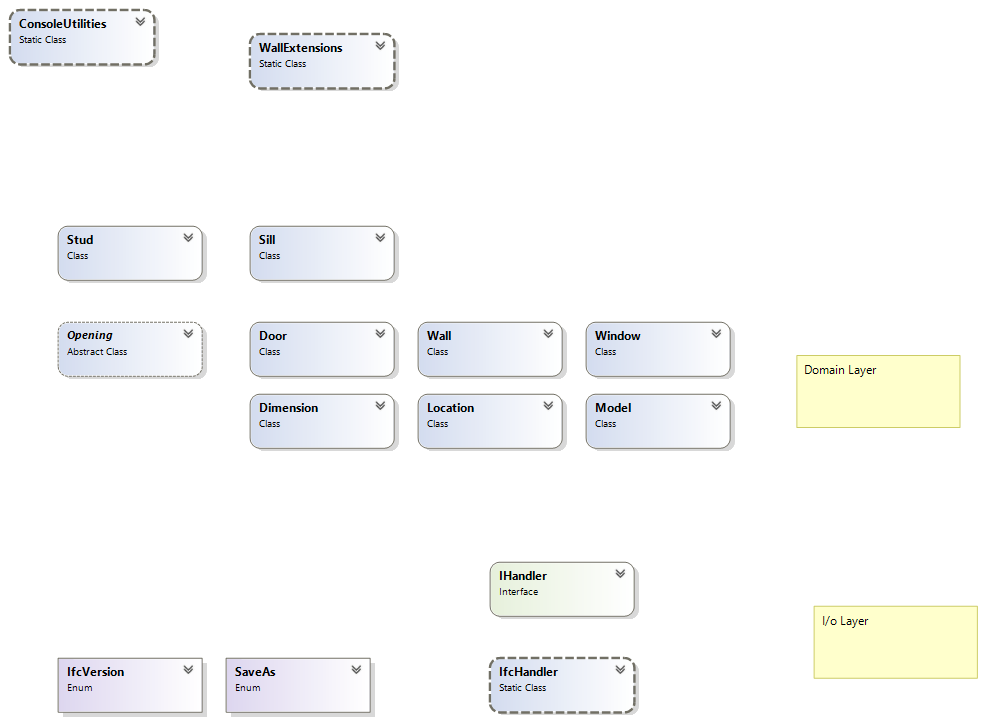 ConsoleUtilities
Static Class
WallExtensions
Static Class
Stud
Class
Sill
Class
Opening
Abstract Class
Door
Class
Wall
Class
Window
Class
Domain Layer
Dimension
Class
Location
Class
Model
Class
IHandler
Interface
I/o Layer
IfcVersion
Enum
SaveAs
Enum
IfcHandler
Static Class